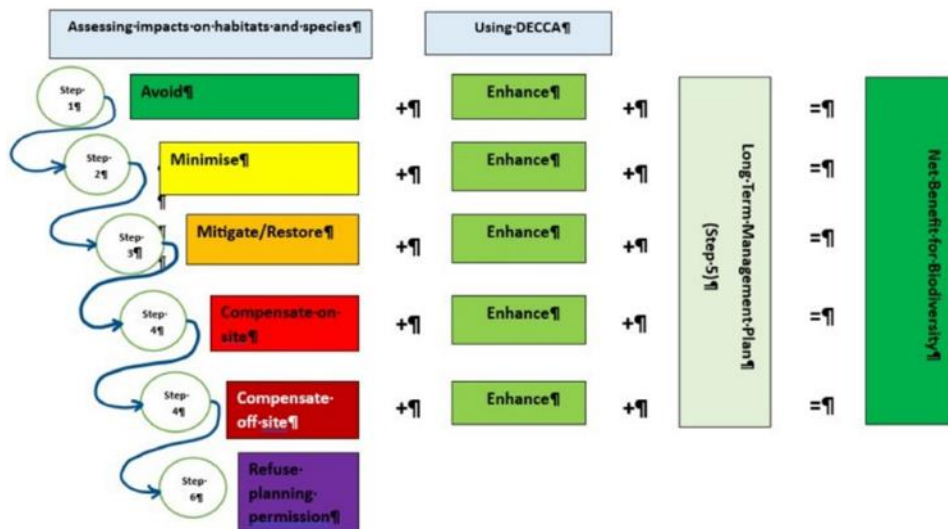 Assessing·impacts·on·habitats·and·species¶
Using·DECCA¶
Step·
1¶
Avoid¶
+¶
Enhance¶
+¶
=¶
Step·
2¶
Minimise¶
+¶
Enhance¶
+¶
=¶
Step·
3¶
Mitigate/Restore¶
+¶
Enhance¶
+¶
=¶
Step·
4¶
Compensate·on·
site¶
+¶
Enhance¶
+¶
=¶
Step·
4¶
Compensate·
off·site¶
+¶
Enhance¶
+¶
=¶
Step·
6¶
Refuse·
planning·
permission¶
Long·Term·Management·Plan¶
(Step·5)¶
Net·Benefit·for·Biodiversity¶